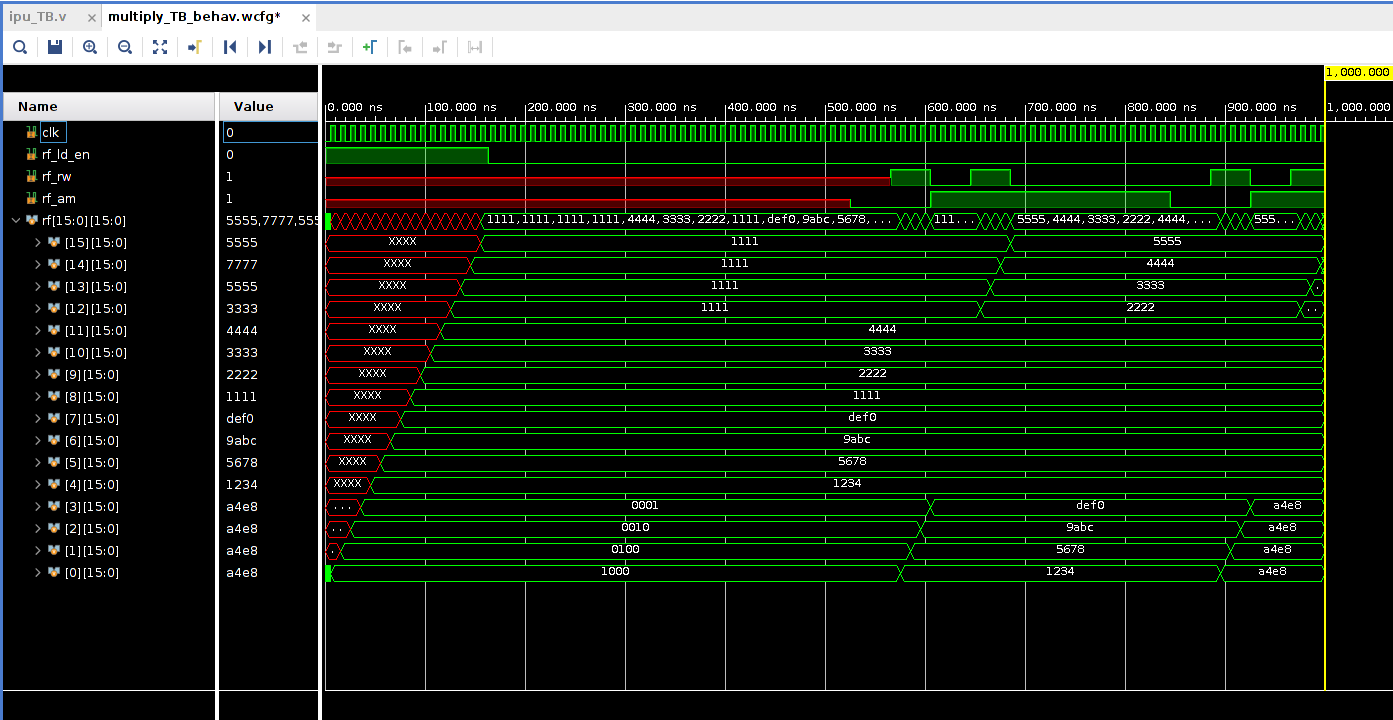 ipu_TB.v × multiply_TB_behav.wcfg* ×
1,000.000
Name Value 0.000 ns 100.000 ns 200.000 ns 300.000 ns 400.000 ns 500.000 ns 600.000 ns 700.000 ns 800.000 ns 900.000 ns 1,000.000
clk 0
rf_ld_en 0
rf_rw 1
rf_am 1
rf[15:0][15:0] 5555,7777,555 1111,1111,1111,1111,4444,3333,2222,1111,def0,9abc,5678,... 111... 5555,4444,3333,2222,4444,... 555...
[15][15:0] 5555 XXXX 1111 5555
[14][15:0] 7777 XXXX 1111 4444
[13][15:0] 5555 XXXX 1111 3333 .
[12][15:0] 3333 XXXX 1111 2222 ..
[11][15:0] 4444 XXXX 4444
[10][15:0] 3333 XXXX 3333
[9][15:0] 2222 XXXX 2222
[8][15:0] 1111 XXXX 1111
[7][15:0] def0 XXXX def0
[6][15:0] 9abc XXXX 9abc
[5][15:0] 5678 XXXX 5678
[4][15:0] 1234 XXXX 1234
[3][15:0] a4e8 ... 0001 def0 a4e8
[2][15:0] a4e8 .. 0010 9abc a4e8
[1][15:0] a4e8 . 0100 5678 a4e8
[0][15:0] a4e8 1000 1234 a4e8